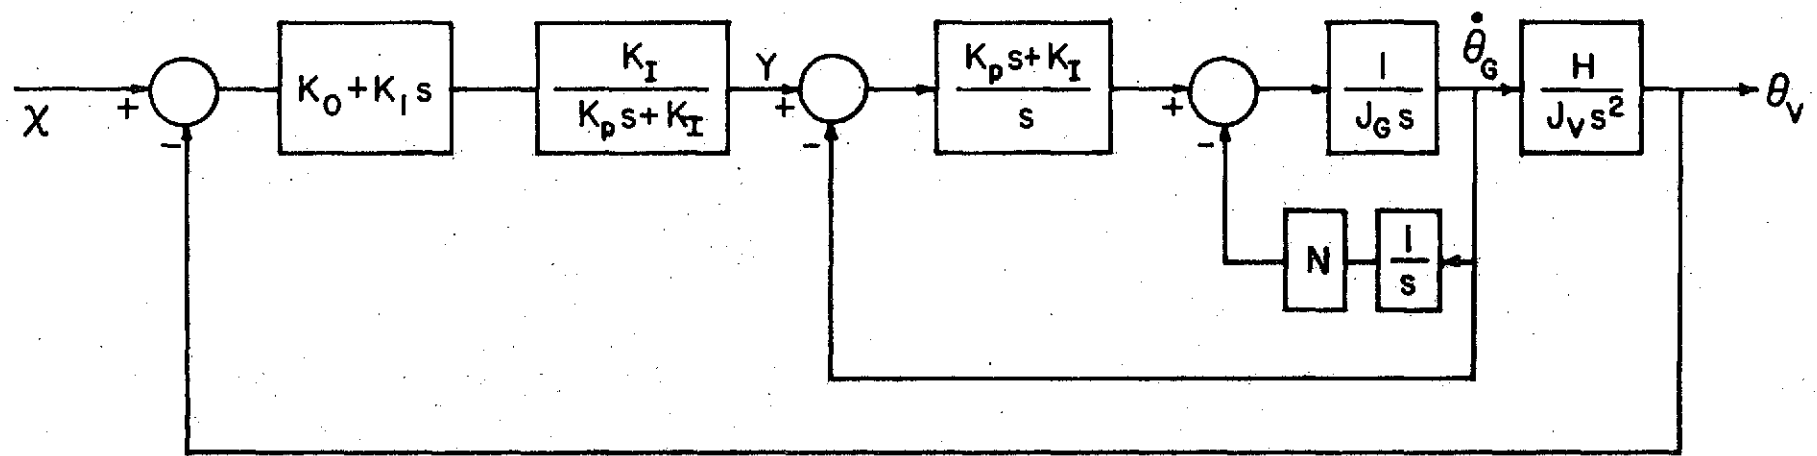 χ
+
-
K₀ + K₁ s
K_I
K_p s + K_I
Y
+
-
K_p s + K_I
s
+
-
1
J_G s
θ̇_G
H
J_V s²
θ_V
N
1
s